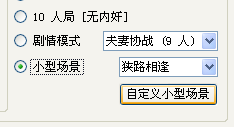 10 人局 [无内奸]
剧情模式 夫妻协战 (9 人)
小型场景 狭路相逢
自定义小型场景